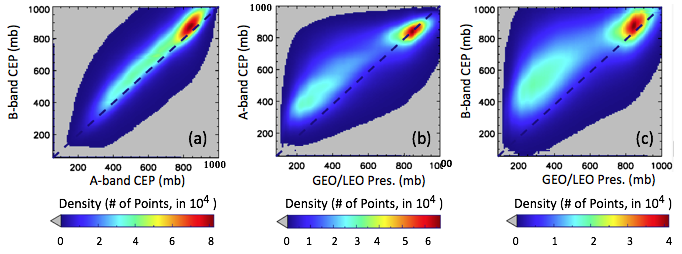 1000
800
600
400
200
B-band CEP (mb)
(a)
200 400 600 800 1000
A-band CEP (mb)
Density (# of Points, in 10⁴ )
0 2 4 6 8
1000
800
600
400
200
A-band CEP (mb)
(b)
200 400 600 800 00
GEO/LEO Pres. (mb)
Density (# of Points, in 10⁴ )
0 1 2 3 4 5 6
1000
800
600
400
200
B-band CEP (mb)
(c)
200 400 600 800 1000
GEO/LEO Pres. (mb)
Density (# of Points, in 10⁴ )
0 1 2 3 4